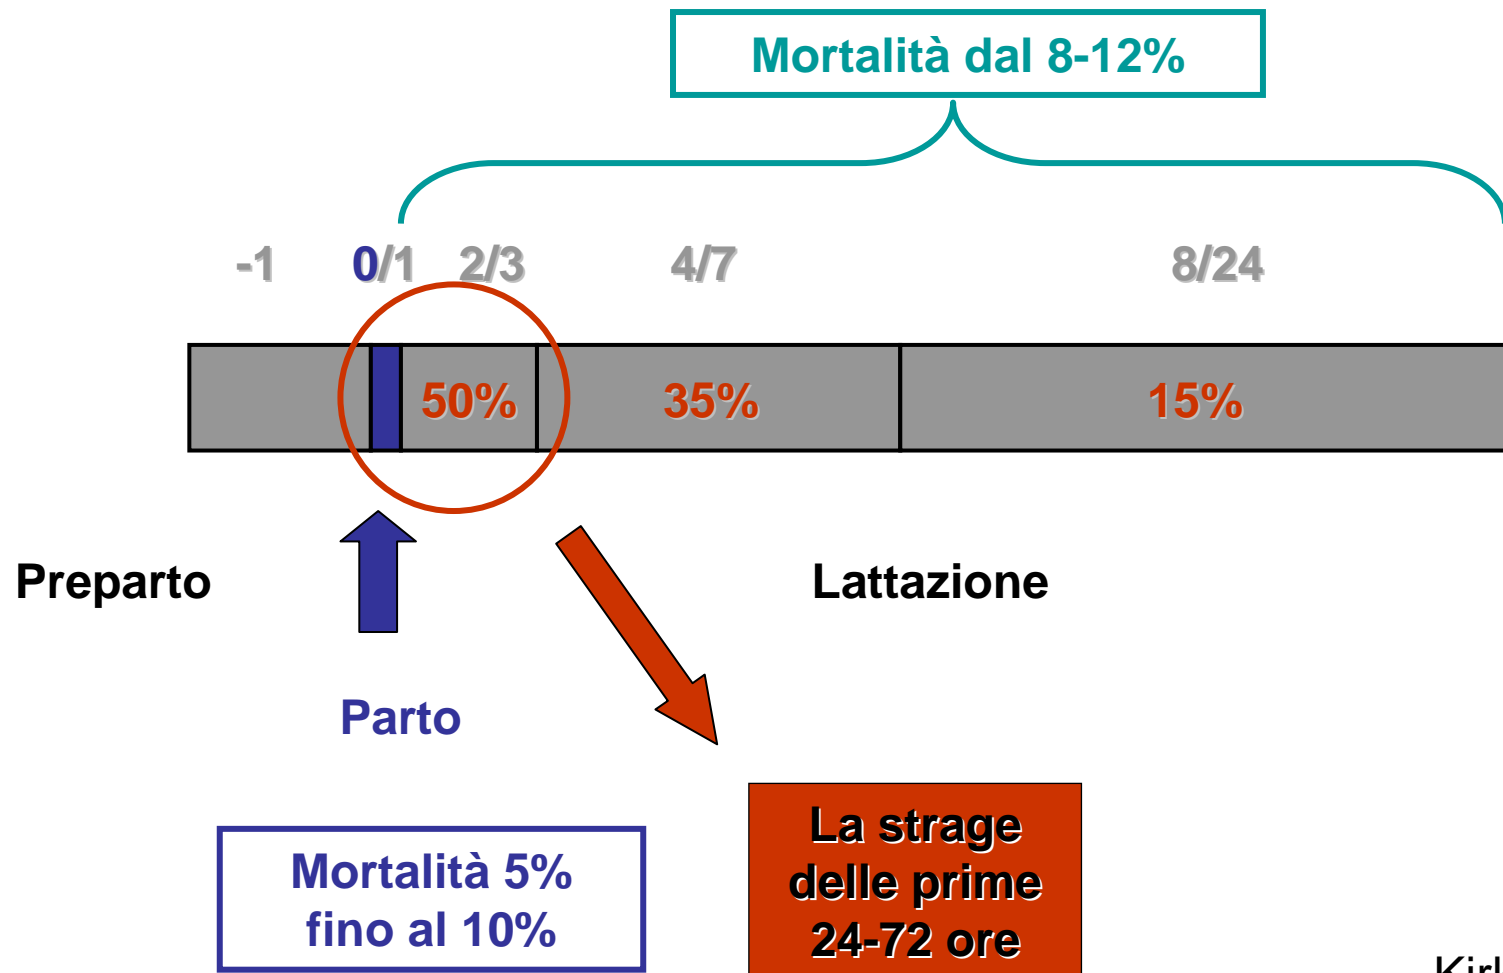 Mortalità dal 8-12%
-1 0/1 2/3 4/7 8/24
50% 35% 15%
Preparto Lattazione
Parto
Mortalità 5%
fino al 10%
La strage
delle prime
24-72 ore